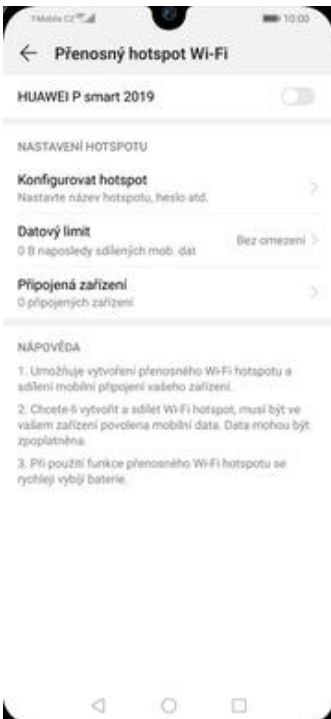 T-Mobile CZ
10:00
Přenosný hotspot Wi-Fi
HUAWEI P smart 2019
NASTAVENÍ HOTSPOTU
Konfigurovat hotspot
Nastavte název hotspotu, heslo atd.
Datový limit
0 B naposledy sdílených mob. dat
Bez omezení
Připojená zařízení
0 připojených zařízení
NÁPOVĚDA
1. Umožňuje vytvoření přenosného Wi-Fi hotspotu a
sdílení mobilní připojení vašeho zařízení.
2. Chcete-li vytvořit a sdílet Wi-Fi hotspot, musí být ve
vašem zařízení povolena mobilní data. Data mohou být
zpoplatněna.
3. Při použití funkce přenosného Wi-Fi hotspotu se
rychleji vybíjí baterie.